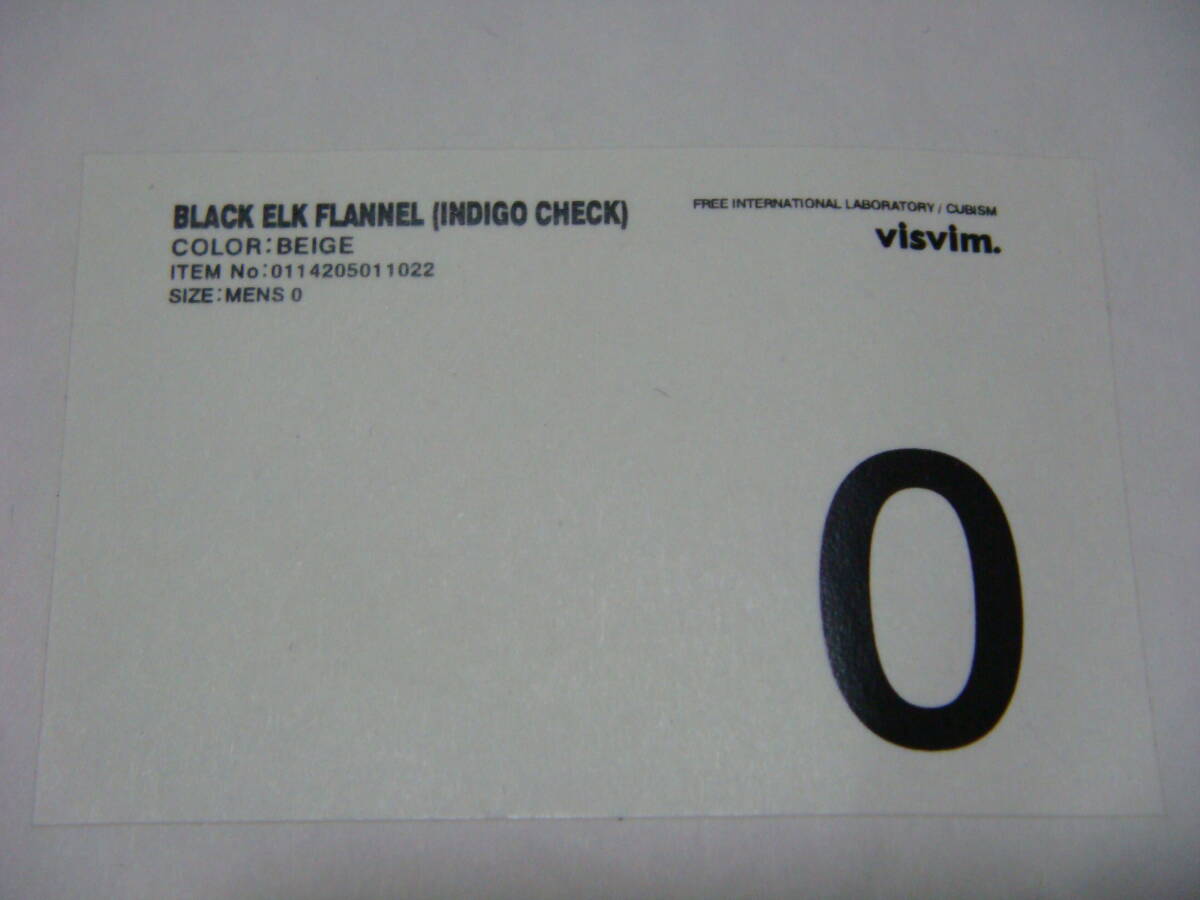 BLACK ELK FLANNEL (INDIGO CHECK)
COLOR:BEIGE
ITEM No:0114205011022
SIZE:MENS 0
FREE INTERNATIONAL LABORATORY / CUBISM
visvim.
0